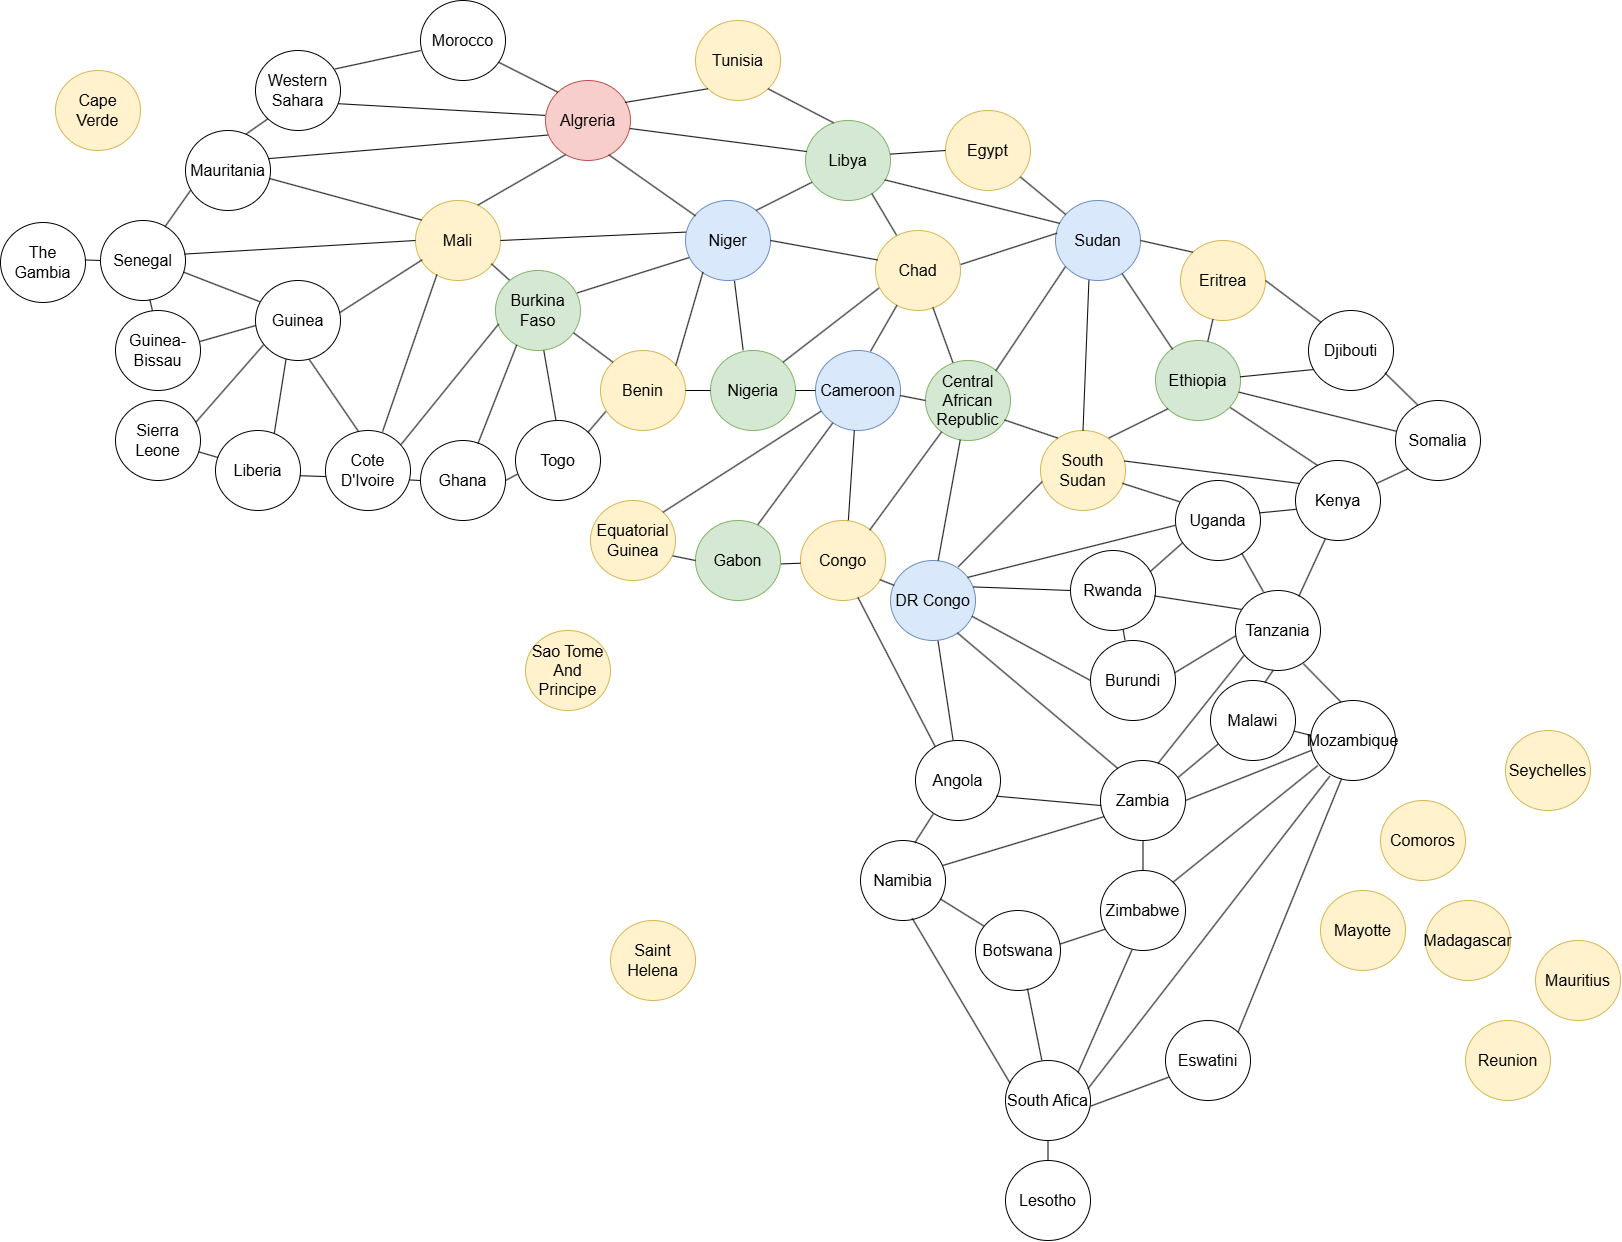 Morocco
Tunisia
Western
Sahara
Cape
Verde
Algreria
Egypt
Libya
Mauritania
Mali
Niger
Sudan
The
Gambia
Senegal
Chad
Eritrea
Burkina
Faso
Guinea
Guinea-
Bissau
Djibouti
Benin
Nigeria
Cameroon
Central
African
Republic
Ethiopia
Sierra
Leone
Liberia
Cote
D'Ivoire
Ghana
Togo
South
Sudan
Somalia
Kenya
Uganda
Equatorial
Guinea
Gabon
Congo
DR Congo
Rwanda
Tanzania
Sao Tome
And
Principe
Burundi
Malawi
Mozambique
Seychelles
Angola
Zambia
Comoros
Namibia
Zimbabwe
Botswana
Mayotte
Madagascar
Saint
Helena
Mauritius
Eswatini
Reunion
South Afica
Lesotho